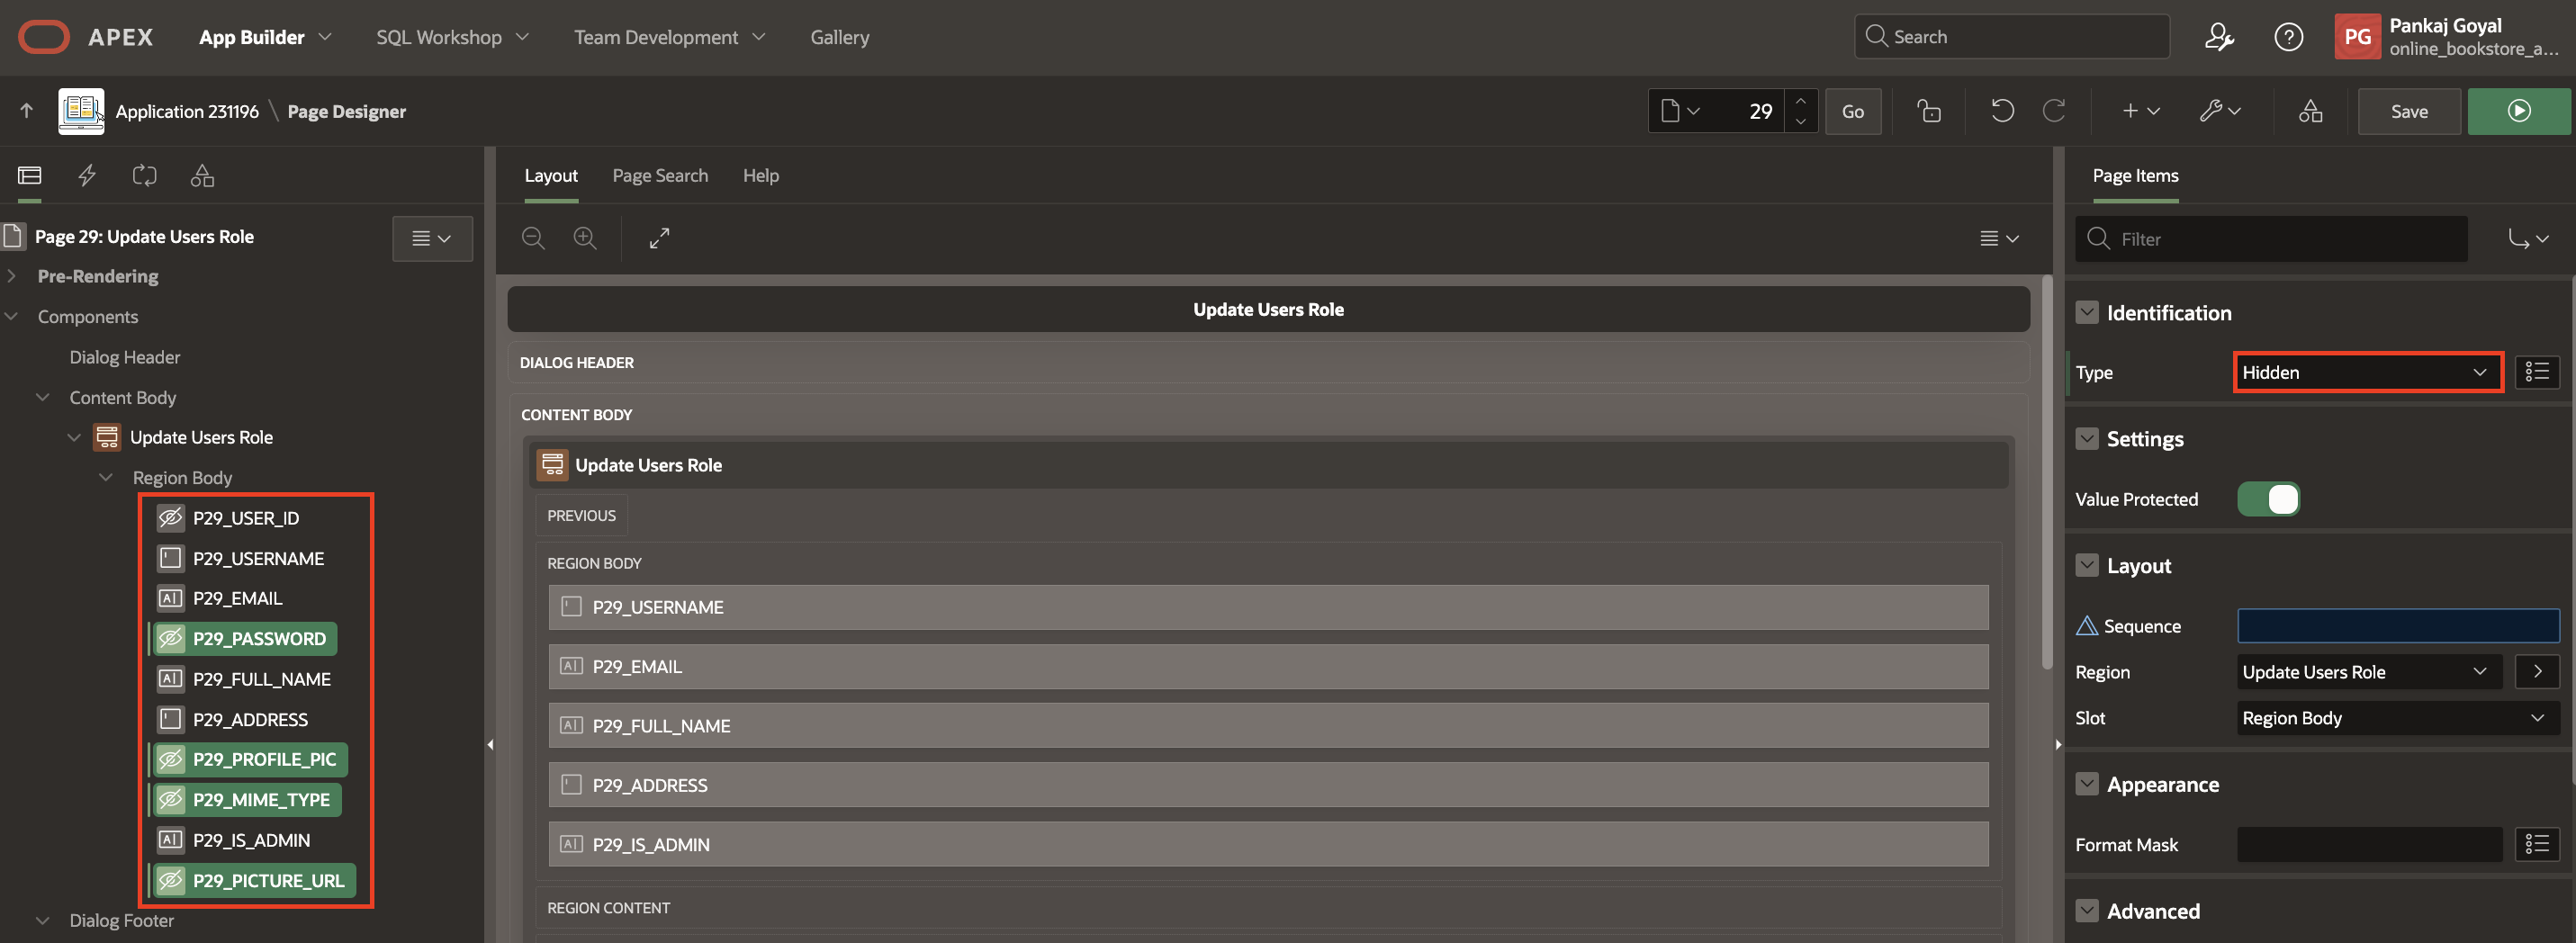 APEX App Builder SQL Workshop Team Development Gallery Search PG Pankaj Goyal
online_bookstore_a...
Application 231196 \ Page Designer 29 Go Save
Layout Page Search Help Page Items
Page 29: Update Users Role
Filter
Pre-Rendering
Components
Dialog Header
Content Body
Update Users Role
Region Body
P29_USER_ID
P29_USERNAME
P29_EMAIL
P29_PASSWORD
P29_FULL_NAME
P29_ADDRESS
P29_PROFILE_PIC
P29_MIME_TYPE
P29_IS_ADMIN
P29_PICTURE_URL
Dialog Footer
Update Users Role
DIALOG HEADER
CONTENT BODY
Update Users Role
PREVIOUS
REGION BODY
P29_USERNAME
P29_EMAIL
P29_FULL_NAME
P29_ADDRESS
P29_IS_ADMIN
REGION CONTENT
Identification
Type Hidden
Settings
Value Protected
Layout
Sequence
Region Update Users Role
Slot Region Body
Appearance
Format Mask
Advanced